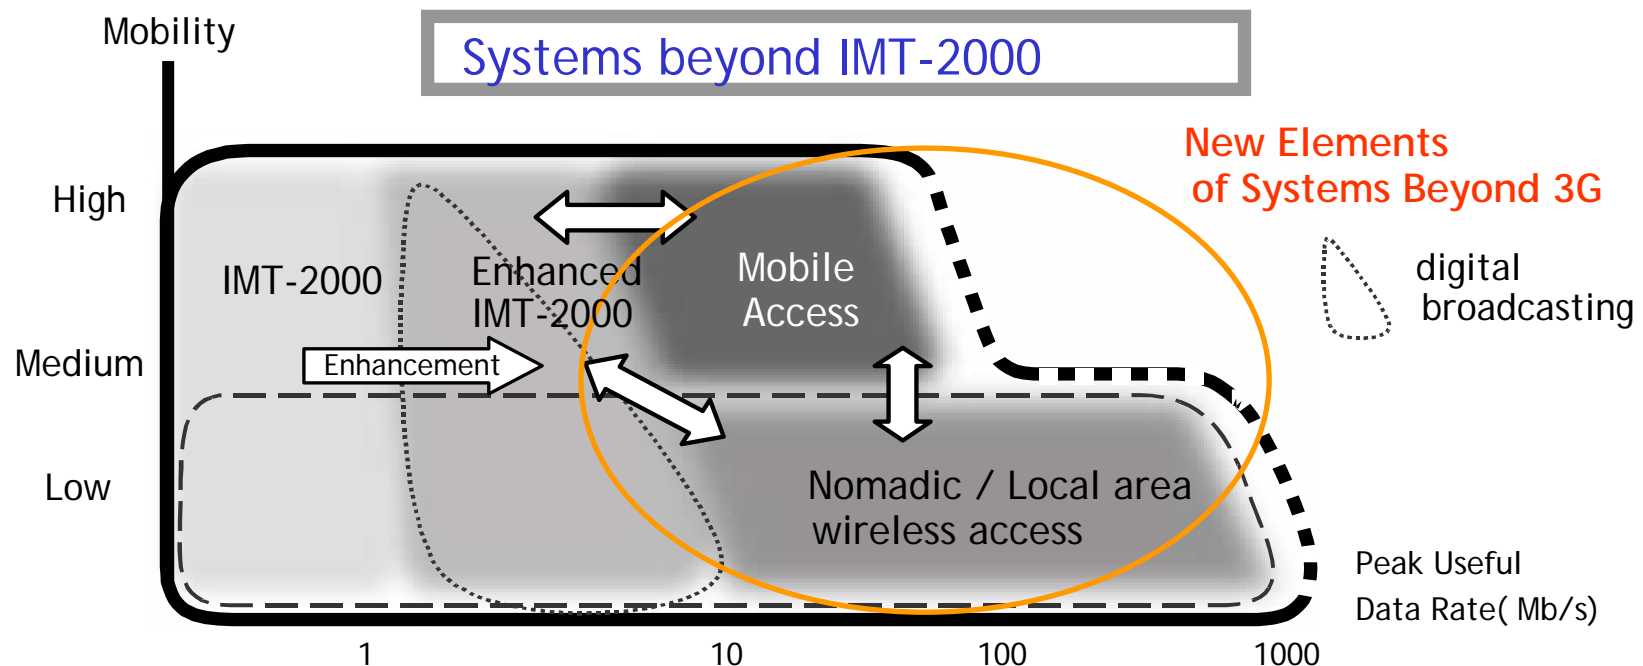 Mobility
Systems beyond IMT-2000
New Elements
of Systems Beyond 3G
High
digital
broadcasting
IMT-2000
Enhanced
IMT-2000
Mobile
Access
Medium
Enhancement
Low
Nomadic / Local area
wireless access
Peak Useful
Data Rate( Mb/s)
1 10 100 1000